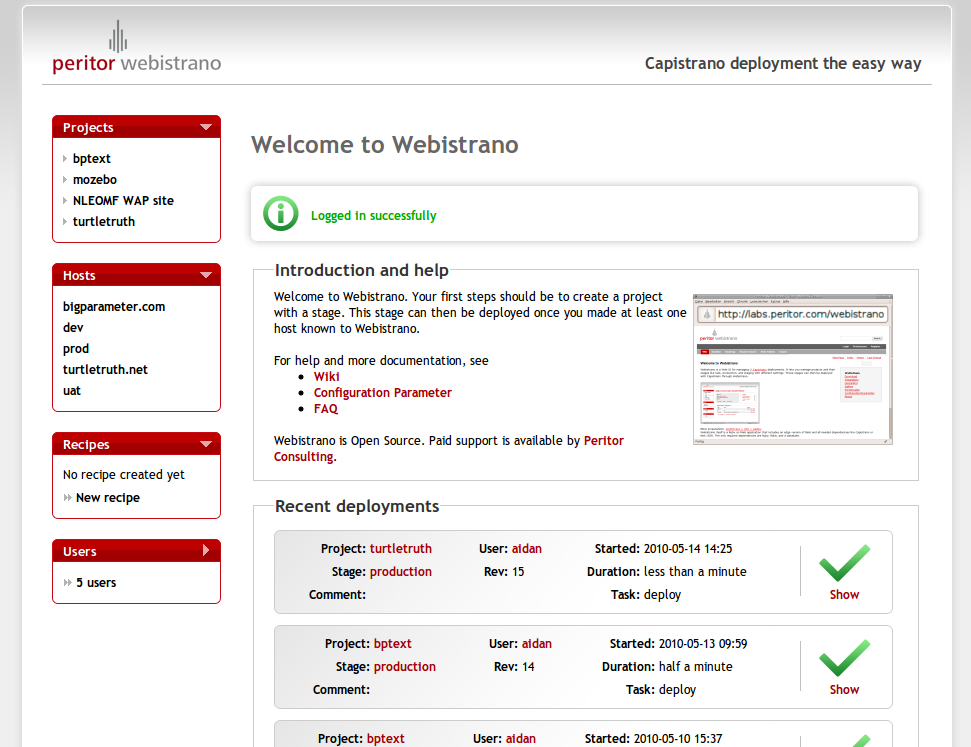 peritor webistrano
Capistrano deployment the easy way
Projects
bptext
mozebo
NLEOMF WAP site
turtletruth
Hosts
bigparameter.com
dev
prod
turtletruth.net
uat
Recipes
No recipe created yet
New recipe
Users
5 users
Welcome to Webistrano
Logged in successfully
Introduction and help
Welcome to Webistrano. Your first steps should be to create a project
with a stage. This stage can then be deployed once you made at least one
host known to Webistrano.
For help and more documentation, see
Wiki
Configuration Parameter
FAQ
Webistrano is Open Source. Paid support is available by Peritor
Consulting.
http://labs.peritor.com/webistrano
Recent deployments
Project: turtletruth User: aidan Started: 2010-05-14 14:25
Stage: production Rev: 15 Duration: less than a minute
Comment: Task: deploy
Show
Project: bptext User: aidan Started: 2010-05-13 09:59
Stage: production Rev: 14 Duration: half a minute
Comment: Task: deploy
Show
Project: bptext User: aidan Started: 2010-05-10 15:37